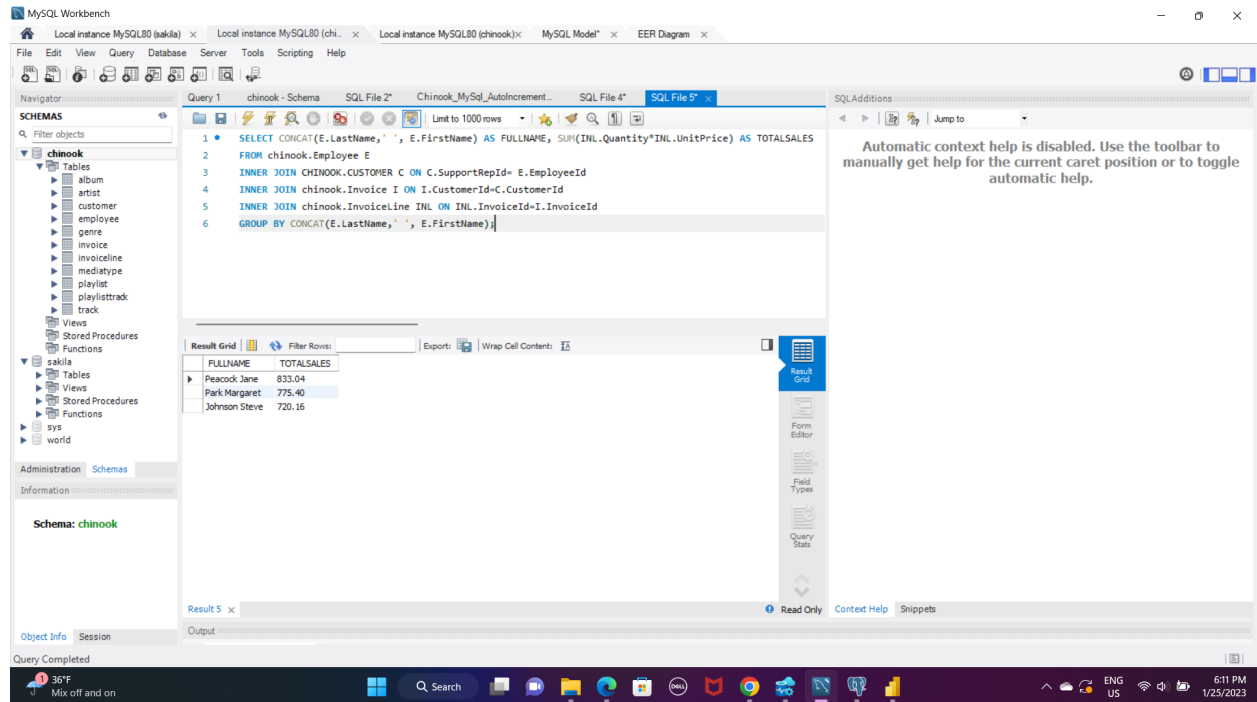 MySQL Workbench
Local instance MySQL80 (sakila) Local instance MySQL80 (chi... Local instance MySQL80 (chinook) MySQL Model* EER Diagram
File Edit View Query Database Server Tools Scripting Help
Navigator
SCHEMAS
Filter objects
chinook
Tables
album
artist
customer
employee
genre
invoice
invoiceline
mediatype
playlist
playlisttrack
track
Views
Stored Procedures
Functions
sakila
Tables
Views
Stored Procedures
Functions
sys
world
Administration Schemas
Information
Schema: chinook
Object Info Session
Query 1 chinook - Schema SQL File 2* Chinook_MySql_AutoIncrement... SQL File 4* SQL File 5*
Limit to 1000 rows
1 SELECT CONCAT(E.LastName,' ', E.FirstName) AS FULLNAME, SUM(INL.Quantity*INL.UnitPrice) AS TOTALSALES
2 FROM chinook.Employee E
3 INNER JOIN CHINOOK.CUSTOMER C ON C.SupportRepId= E.EmployeeId
4 INNER JOIN chinook.Invoice I ON I.CustomerId=C.CustomerId
5 INNER JOIN chinook.InvoiceLine INL ON INL.InvoiceId=I.InvoiceId
6 GROUP BY CONCAT(E.LastName,' ', E.FirstName);
Result Grid Filter Rows: Export: Wrap Cell Content:
FULLNAME TOTALSALES
Peacock Jane 833.04
Park Margaret 775.40
Johnson Steve 720.16
Result
Grid
Form
Editor
Field
Types
Query
Stats
Result 5 Read Only
Output
SQLAdditions
Jump to
Automatic context help is disabled. Use the toolbar to
manually get help for the current caret position or to toggle
automatic help.
Context Help Snippets
Query Completed
1
36°F
Mix off and on
Search
DELL
ENG
US
6:11 PM
1/25/2023